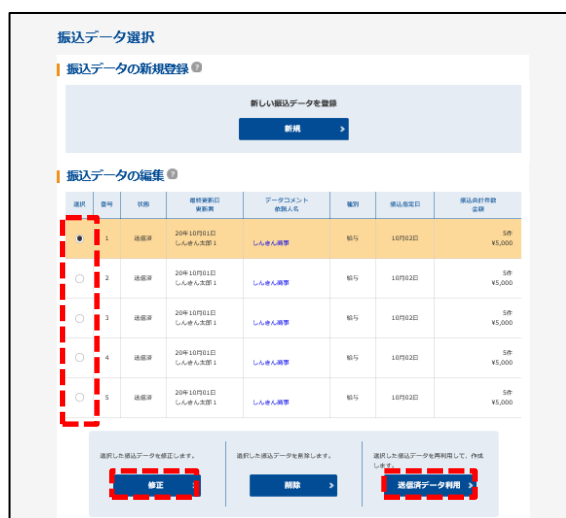 振込データ選択
振込データの新規登録 ?
新しい振込データを登録
新規 >
振込データの編集 ?
選択 番号 状態 最終更新日 更新者 データコメント 依頼人名 種別 振込指定日 振込合計件数 金額
1 送信済 20年10月01日 しんきん太郎1 しんきん商事 給与 10月02日 5件 ¥5,000
2 送信済 20年10月01日 しんきん太郎1 しんきん商事 給与 10月02日 5件 ¥5,000
3 送信済 20年10月01日 しんきん太郎1 しんきん商事 給与 10月02日 5件 ¥5,000
4 送信済 20年10月01日 しんきん太郎1 しんきん商事 給与 10月02日 5件 ¥5,000
5 送信済 20年10月01日 しんきん太郎1 しんきん商事 給与 10月02日 5件 ¥5,000
選択した振込データを修正します。
修正 >
選択した振込データを削除します。
削除 >
選択した振込データを再利用して、作成
します。
送信済データ利用 >